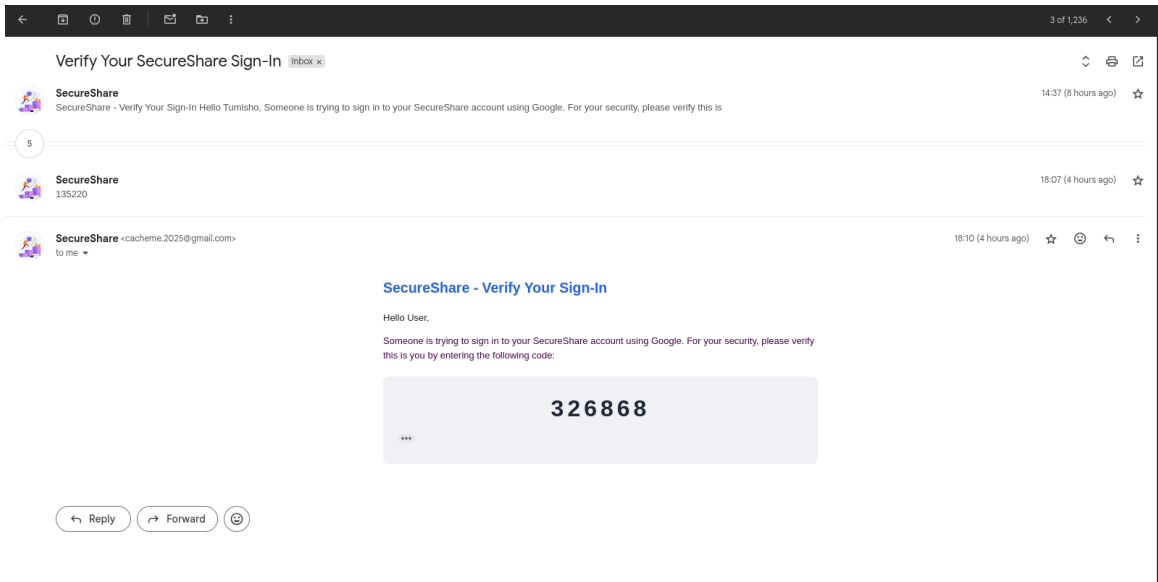 3 of 1,236
Verify Your SecureShare Sign-In Inbox x
SecureShare 14:37 (8 hours ago)
SecureShare - Verify Your Sign-In Hello Tumisho, Someone is trying to sign in to your SecureShare account using Google. For your security, please verify this is
5
SecureShare 18:07 (4 hours ago)
135220
SecureShare <cacheme.2025@gmail.com> 18:10 (4 hours ago)
to me
SecureShare - Verify Your Sign-In
Hello User,
Someone is trying to sign in to your SecureShare account using Google. For your security, please verify
this is you by entering the following code:
326868
Reply Forward